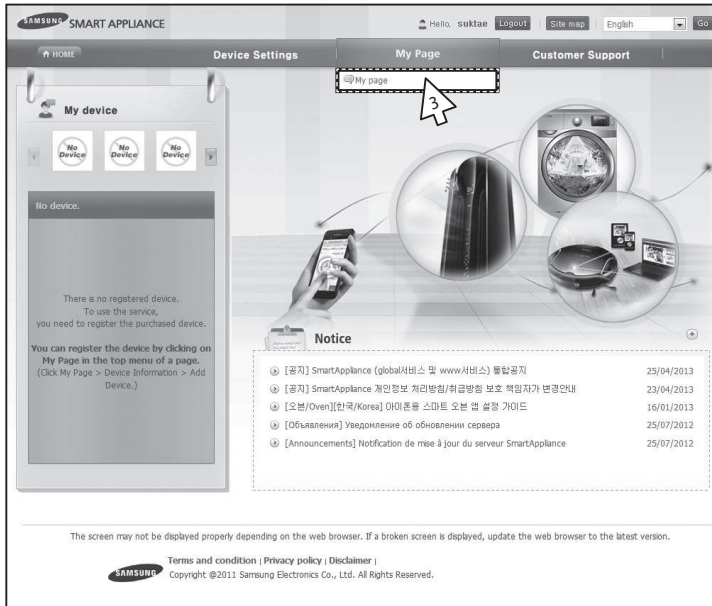 SAMSUNG SMART APPLIANCE
Hello, suktae Logout Site map English Go
HOME Device Settings My Page Customer Support
My page
3
My device
No Device No Device No Device
No device.
There is no registered device.
To use the service,
you need to register the purchased device.
You can register the device by clicking on
My Page in the top menu of a page.
(Click My Page > Device Information > Add
Device.)
Notice
[공지] SmartAppliance (global서비스 및 www서비스) 통합공지 25/04/2013
[공지] SmartAppliance 개인정보 처리방침/취급방침 보호 책임자가 변경안내 23/04/2013
[오븐/Oven][한국/Korea] 아이폰용 스마트 오븐 앱 설정 가이드 16/01/2013
[Объявления] Уведомление об обновлении сервера 25/07/2012
[Announcements] Notification de mise à jour du serveur SmartAppliance 25/07/2012
The screen may not be displayed properly depending on the web browser. If a broken screen is displayed, update the web browser to the latest version.
Terms and condition | Privacy policy | Disclaimer |
SAMSUNG Copyright @2011 Samsung Electronics Co., Ltd. All Rights Reserved.